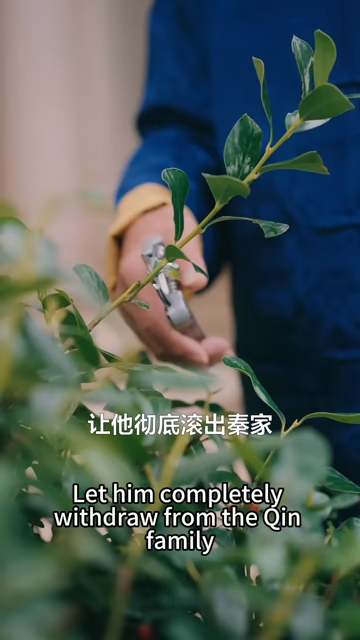 让他彻底滚出秦家
Let him completely
withdraw from the Qin
family